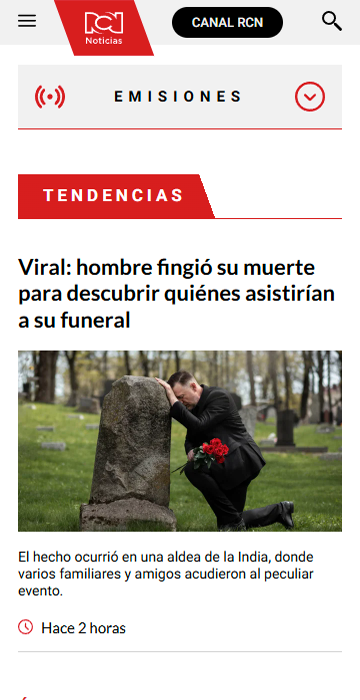 RCN
Noticias
CANAL RCN
EMISIONES
TENDENCIAS
Viral: hombre fingió su muerte
para descubrir quiénes asistirían
a su funeral
El hecho ocurrió en una aldea de la India, donde
varios familiares y amigos acudieron al peculiar
evento.
Hace 2 horas